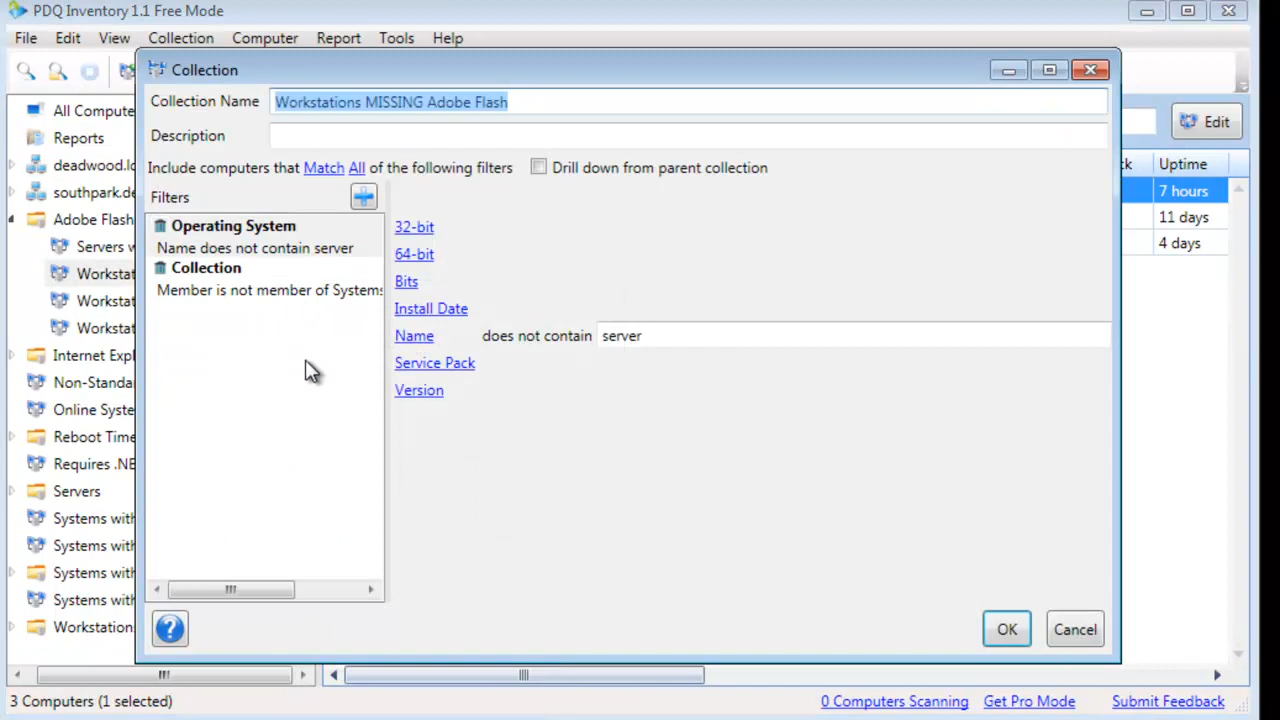 PDQ Inventory 1.1 Free Mode
File Edit View Collection Computer Report Tools Help
Collection
Collection Name Workstations MISSING Adobe Flash
Description
Include computers that Match All of the following filters Drill down from parent collection
Filters
Operating System
Name does not contain server
Collection
Member is not member of Systems
32-bit
64-bit
Bits
Install Date
Name does not contain server
Service Pack
Version
OK Cancel
All Compute
Reports
deadwood.lo
southpark.de
Adobe Flash
Servers w
Workstat
Workstat
Workstat
Internet Expl
Non-Standa
Online Syste
Reboot Time
Requires .NE
Servers
Systems with
Systems with
Systems with
Systems with
Workstation
Edit
ck Uptime
7 hours
11 days
4 days
3 Computers (1 selected) 0 Computers Scanning Get Pro Mode Submit Feedback